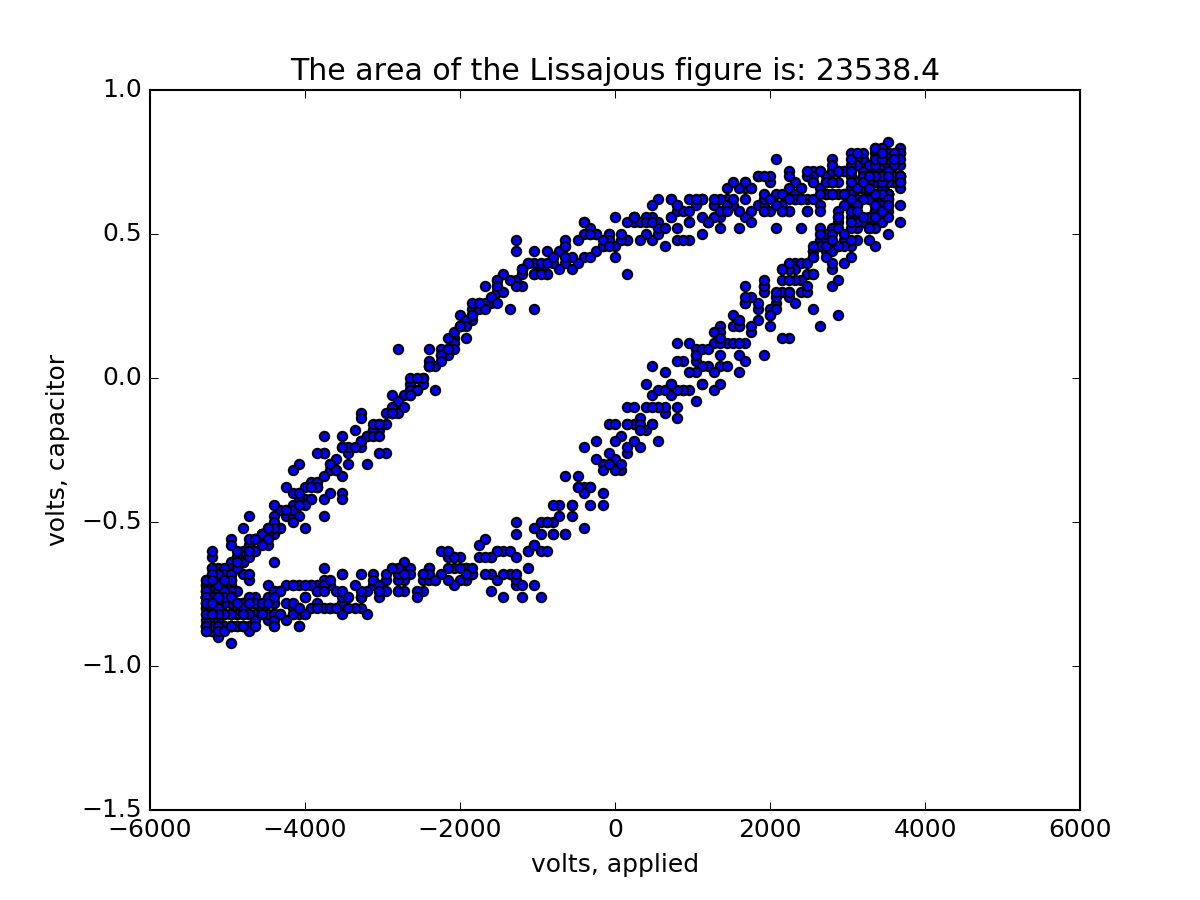 The area of the Lissajous figure is: 23538.4
1.0
0.5
0.0
−0.5
−1.0
−1.5
volts, capacitor
−6000 −4000 −2000 0 2000 4000 6000
volts, applied